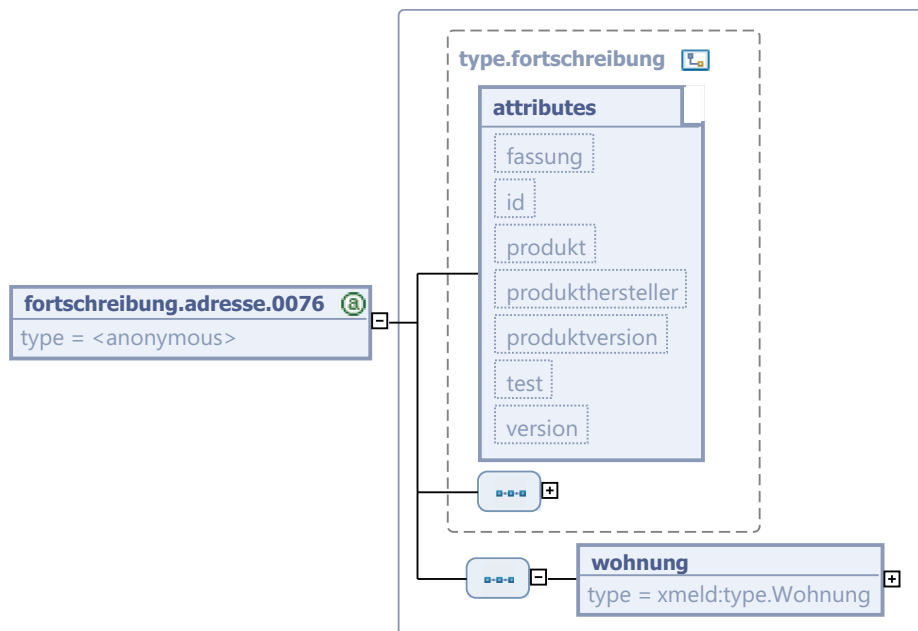 type.fortschreibung
attributes
fassung
id
produkt
produkthersteller
produktversion
test
version
fortschreibung.adresse.0076
type = <anonymous>
wohnung
type = xmeld:type.Wohnung